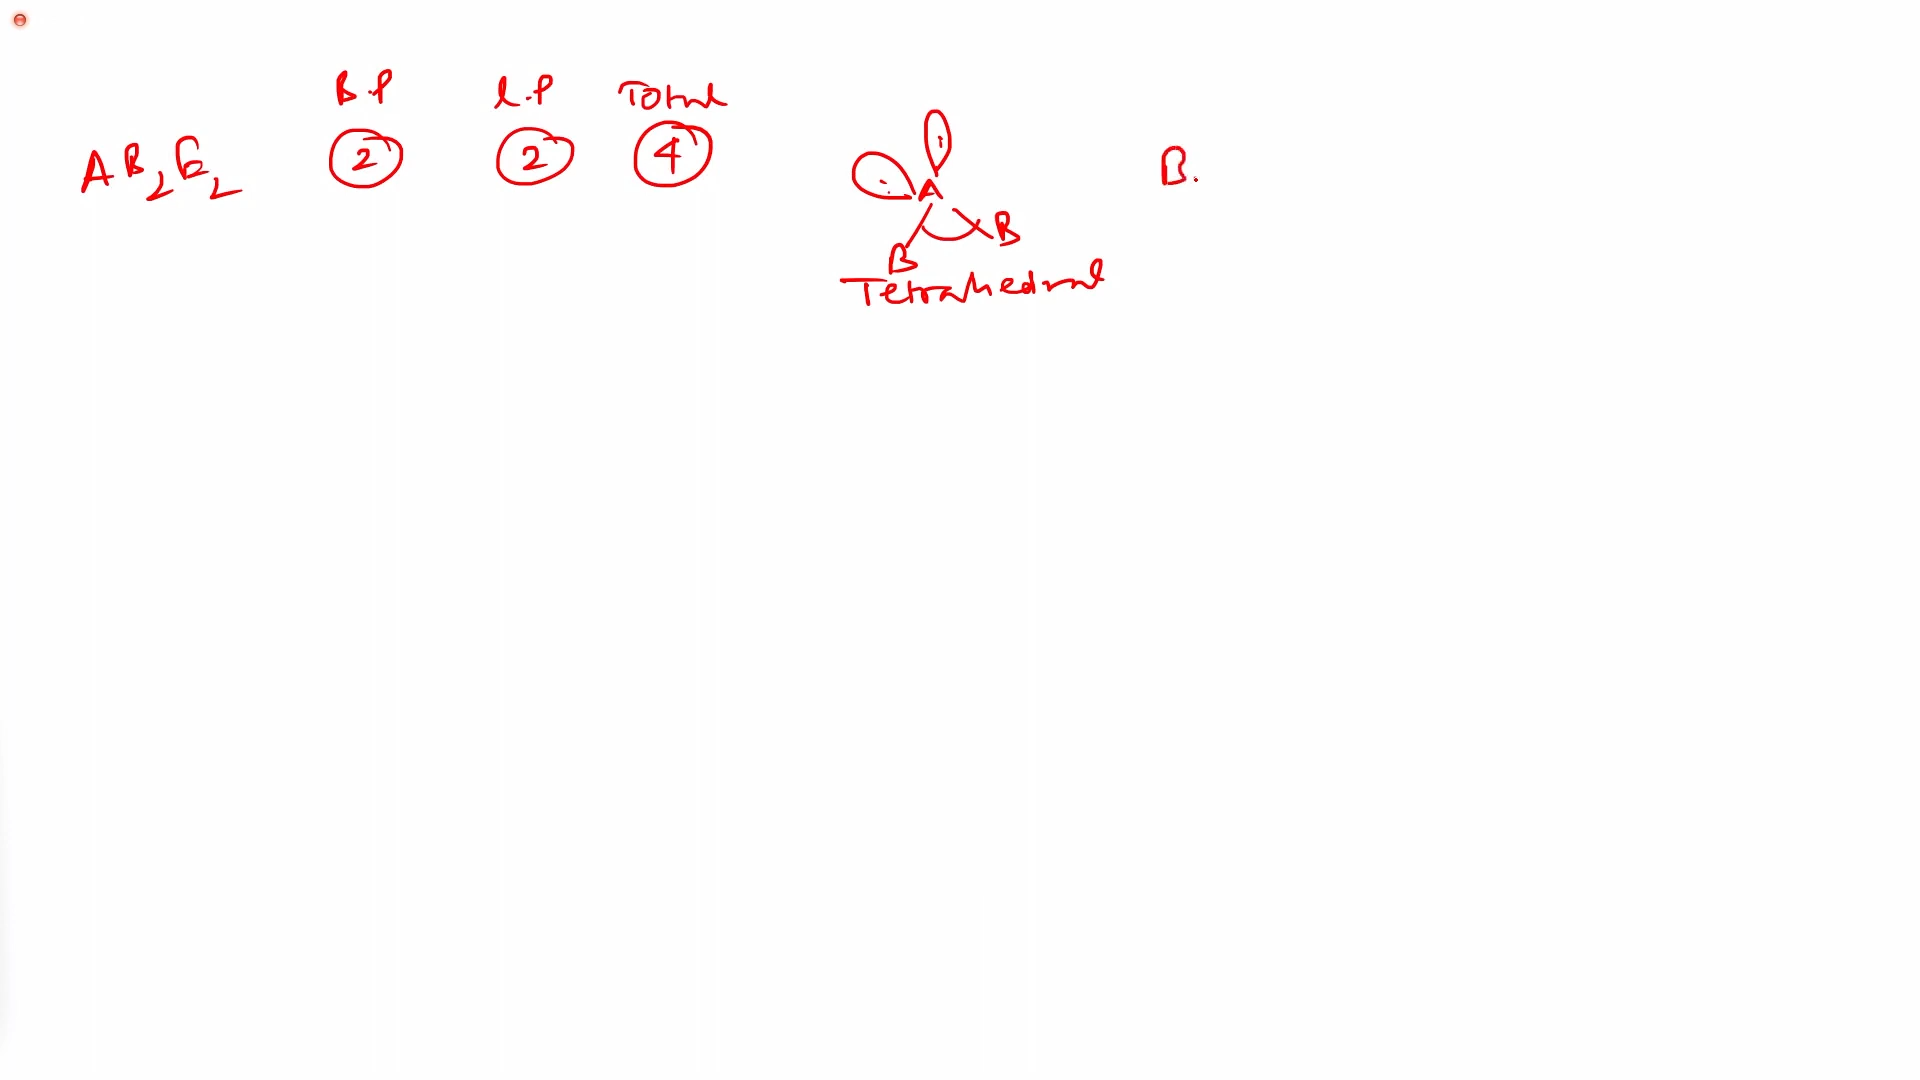 B.P l.P Total
AB₂E₂ 2 2 4 A B B B.
Tetrahedral